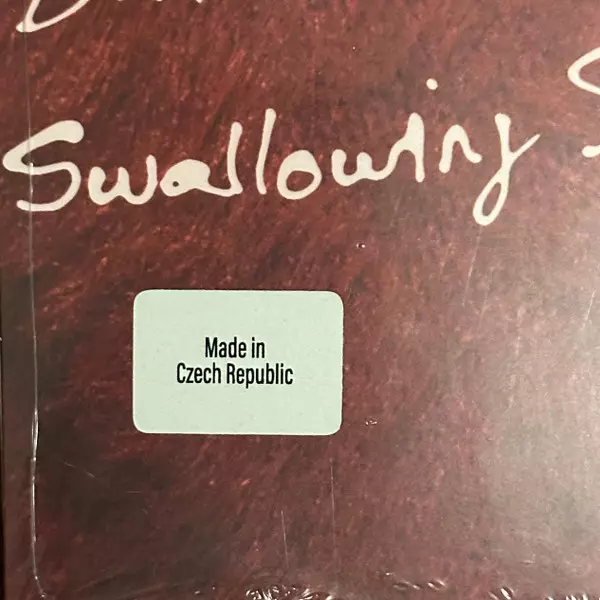 Swallowing
Made in
Czech Republic